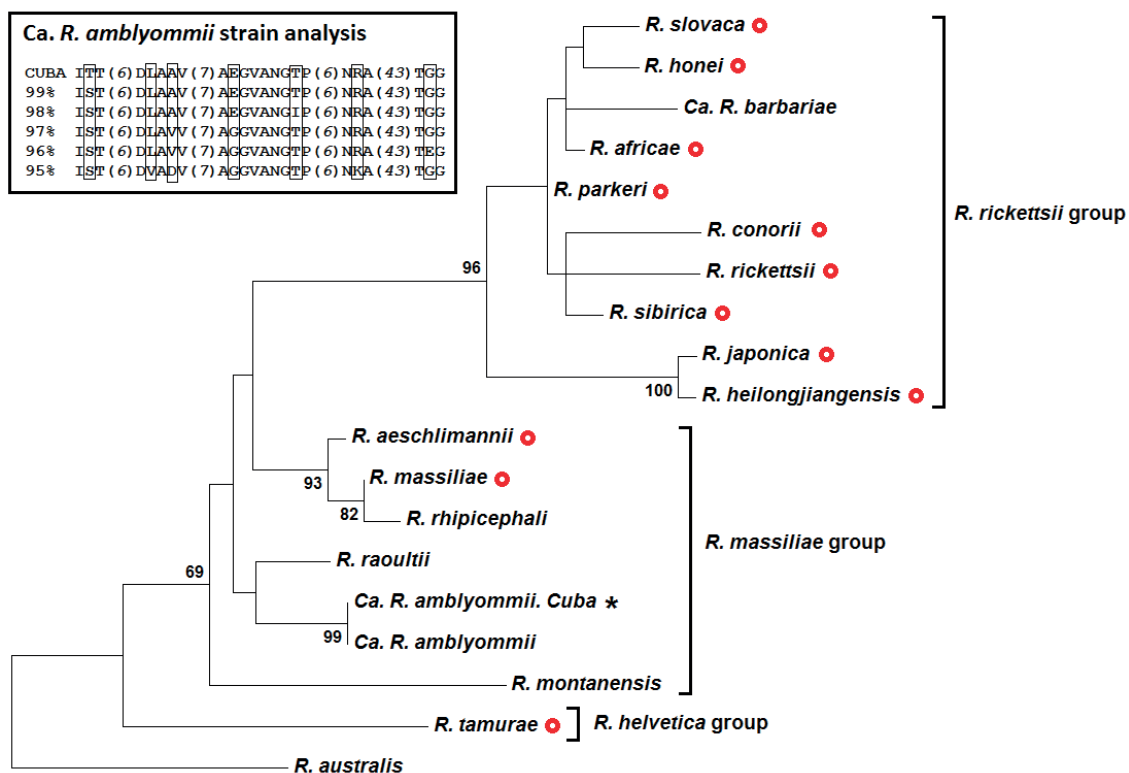 Ca. R. amblyommii strain analysis
CUBA ITT(6)DLAAV(7)AEGVANGTP(6)NRA(43)TGG
99% IST(6)DLAAV(7)AEGVANGTP(6)NRA(43)TGG
98% IST(6)DLAAV(7)AEGVANGIP(6)NRA(43)TGG
97% IST(6)DLAVV(7)AGGVANGTP(6)NRA(43)TGG
96% IST(6)DLAVV(7)AGGVANGTP(6)NRA(43)TEG
95% IST(6)DVADV(7)AGGVANGTP(6)NKA(43)TGG
R. slovaca
R. honei
Ca. R. barbariae
R. africae
R. parkeri
R. rickettsii group
R. conorii
96
R. rickettsii
R. sibirica
R. japonica
100
R. heilongjiangensis
R. aeschlimannii
93
R. massiliae
82
R. rhipicephali
R. massiliae group
R. raoultii
69
Ca. R. amblyommii. Cuba *
99
Ca. R. amblyommii
R. montanensis
R. tamurae
R. helvetica group
R. australis